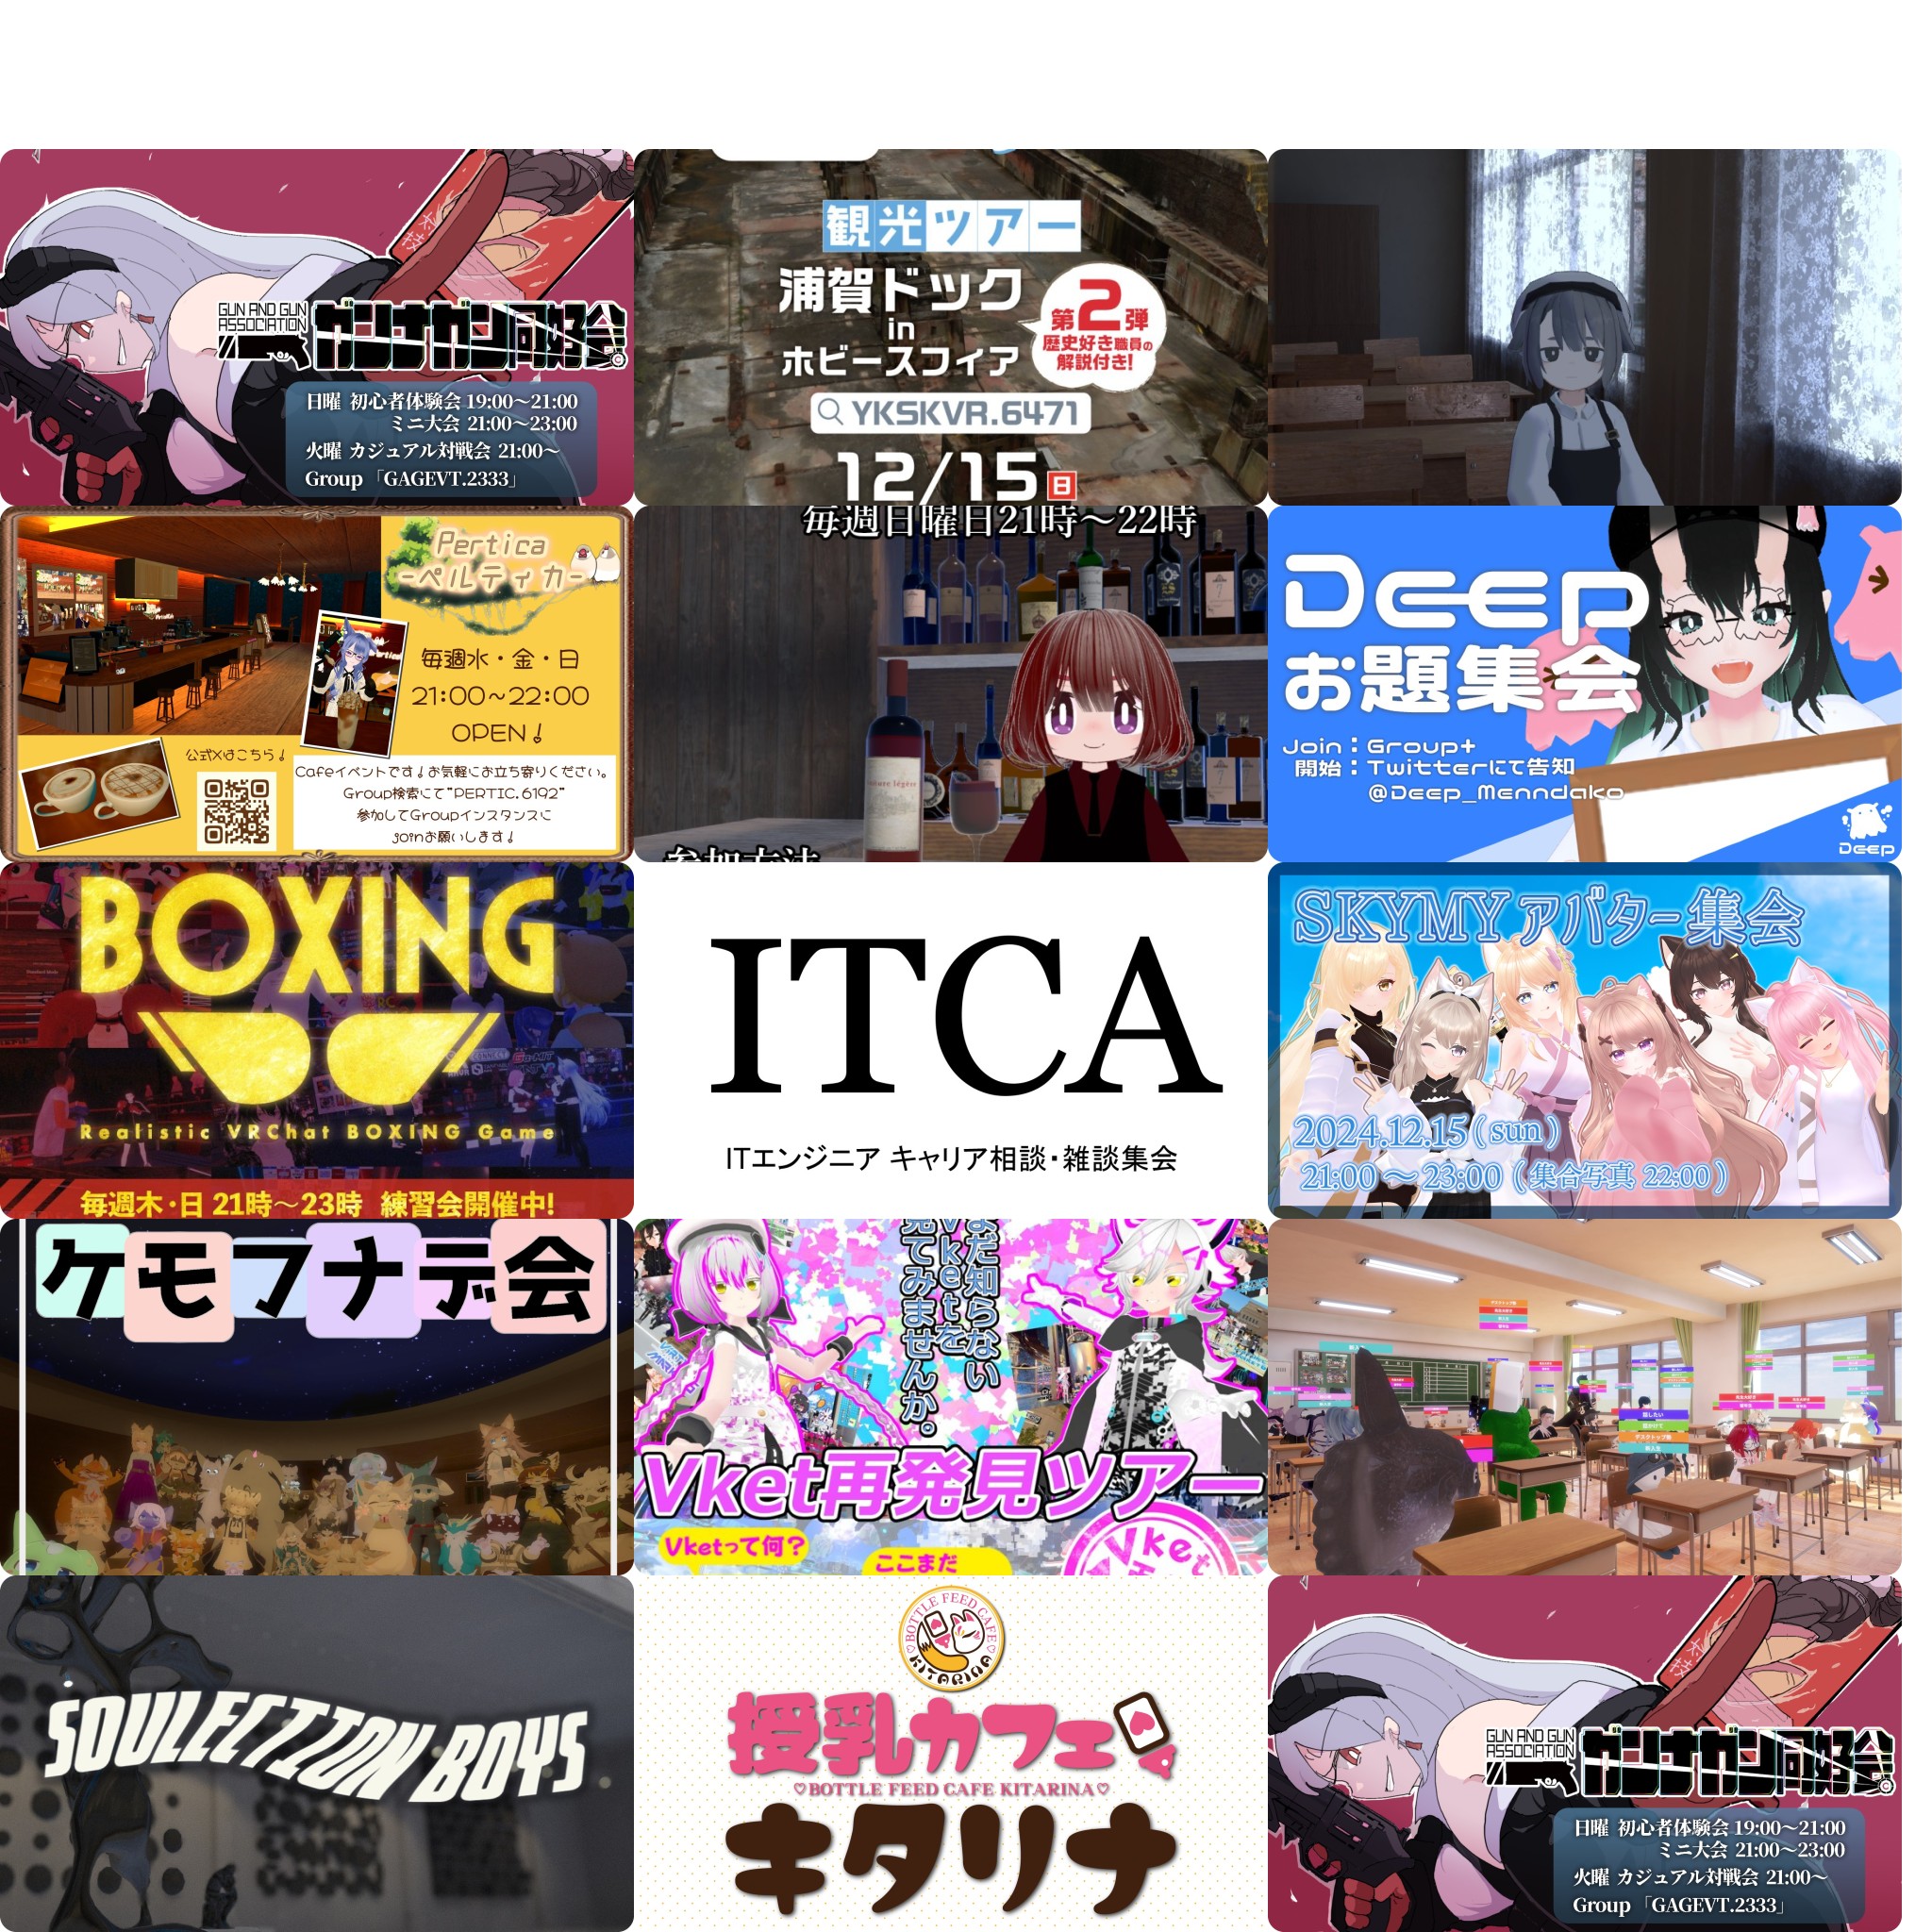 GUN AND GUN
ASSOCIATION
ガンナガン同好会
日曜 初心者体験会 19:00～21:00
ミニ大会 21:00～23:00
火曜 カジュアル対戦会 21:00～
Group 「GAGEVT.2333」
観光ツアー
浦賀ドック
in
ホビースフィア
第2弾
歴史好き職員の
解説付き!
YKSKVR.6471
12/15日
Pertica
-ペルティカ-
毎週水・金・日
21:00~22:00
OPEN!
公式Xはこちら!
Cafeイベントです!お気軽にお立ち寄りください。
Group検索にて"PERTIC.6192"
参加してGroupインスタンスに
joinお願いします!
毎週日曜日21時～22時
参加方法
Deep
お題集会
Join：Group+
開始：Twitterにて告知
@Deep_Menndako
Deep
BOXING
Realistic VRChat BOXING Game
毎週木・日 21時～23時 練習会開催中!
ITCA
ITエンジニア キャリア相談・雑談集会
SKYMYアバター集会
2024.12.15(sun)
21:00 ～ 23:00 (集合写真 22:00)
ケモフナデ会
まだ知らない
Vketを
見てみませんか。
Vket再発見ツアー
Vketって何?
ここまだ
Vket
SOULECTION BOYS
BOTTLE FEED CAFE
KITARINA
授乳カフェ
♡BOTTLE FEED CAFE KITARINA♡
キタリナ
GUN AND GUN
ASSOCIATION
ガンナガン同好会
日曜 初心者体験会 19:00～21:00
ミニ大会 21:00～23:00
火曜 カジュアル対戦会 21:00～
Group 「GAGEVT.2333」